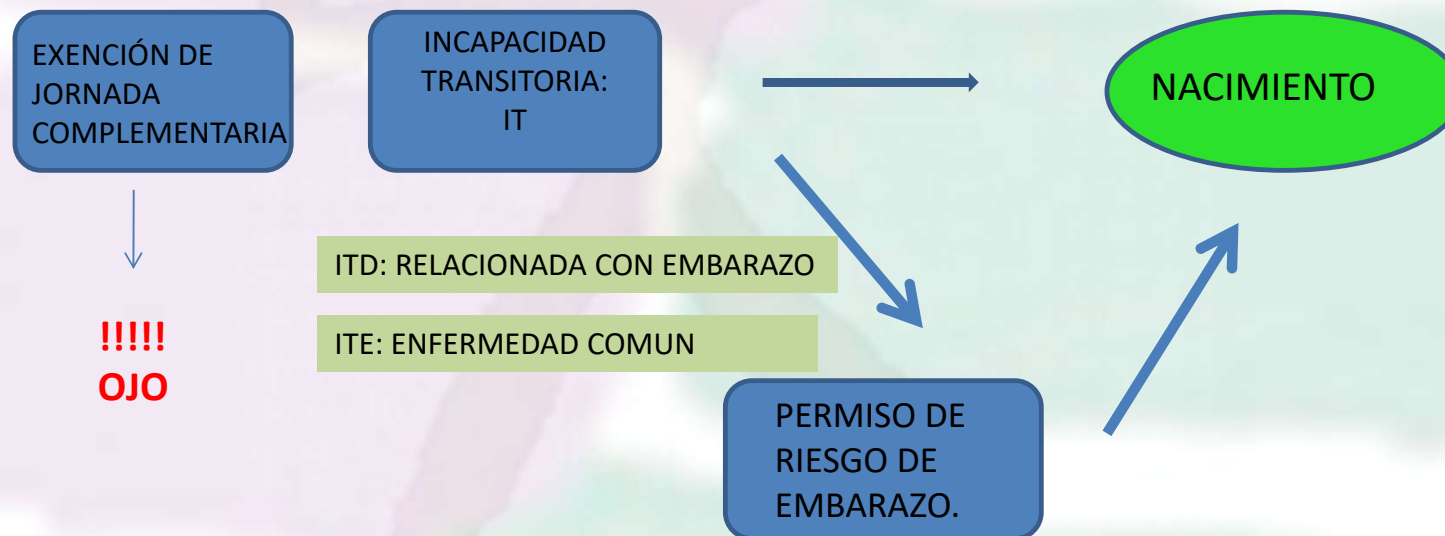 EXENCIÓN DE
JORNADA
COMPLEMENTARIA
INCAPACIDAD
TRANSITORIA:
IT
NACIMIENTO
ITD: RELACIONADA CON EMBARAZO
!!!!!
OJO
ITE: ENFERMEDAD COMUN
PERMISO DE
RIESGO DE
EMBARAZO.